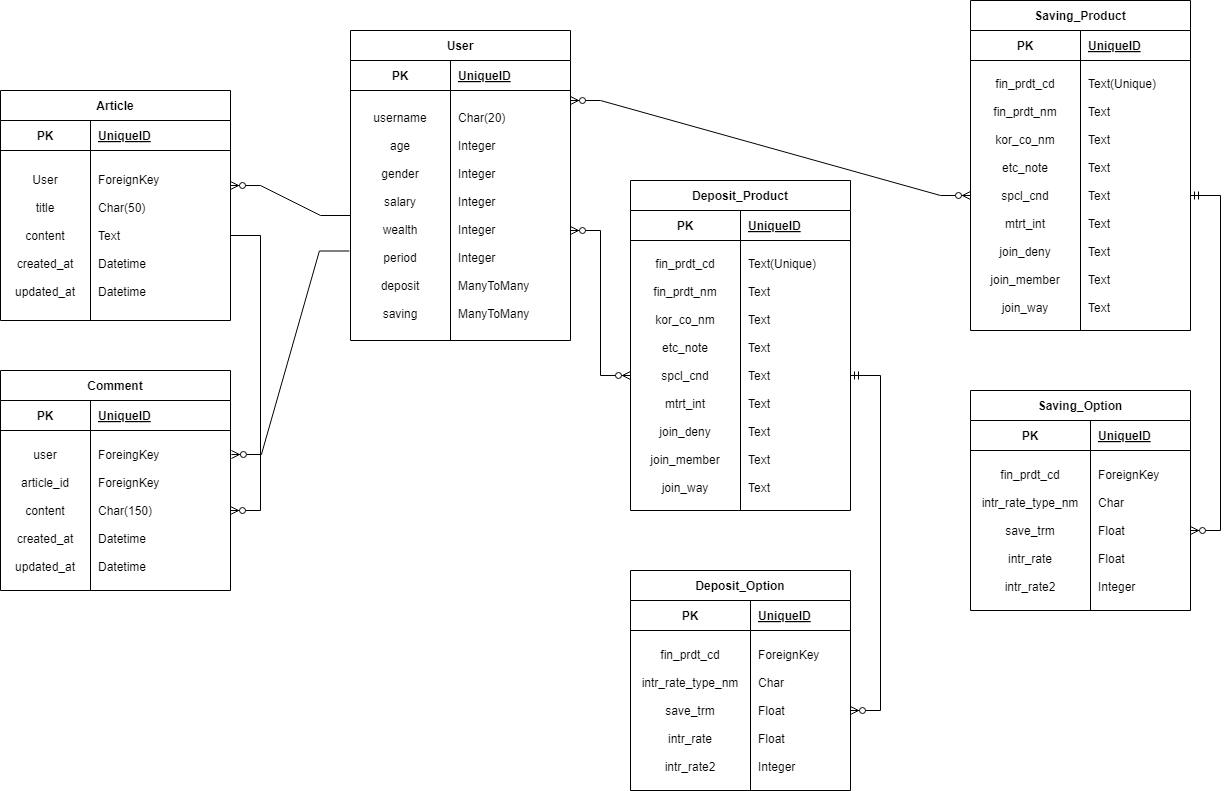 User
PK UniqueID
username Char(20)
age Integer
gender Integer
salary Integer
wealth Integer
period Integer
deposit ManyToMany
saving ManyToMany
Article
PK UniqueID
User ForeignKey
title Char(50)
content Text
created_at Datetime
updated_at Datetime
Comment
PK UniqueID
user ForeingKey
article_id ForeignKey
content Char(150)
created_at Datetime
updated_at Datetime
Deposit_Product
PK UniqueID
fin_prdt_cd Text(Unique)
fin_prdt_nm Text
kor_co_nm Text
etc_note Text
spcl_cnd Text
mtrt_int Text
join_deny Text
join_member Text
join_way Text
Deposit_Option
PK UniqueID
fin_prdt_cd ForeignKey
intr_rate_type_nm Char
save_trm Float
intr_rate Float
intr_rate2 Integer
Saving_Product
PK UniqueID
fin_prdt_cd Text(Unique)
fin_prdt_nm Text
kor_co_nm Text
etc_note Text
spcl_cnd Text
mtrt_int Text
join_deny Text
join_member Text
join_way Text
Saving_Option
PK UniqueID
fin_prdt_cd ForeignKey
intr_rate_type_nm Char
save_trm Float
intr_rate Float
intr_rate2 Integer